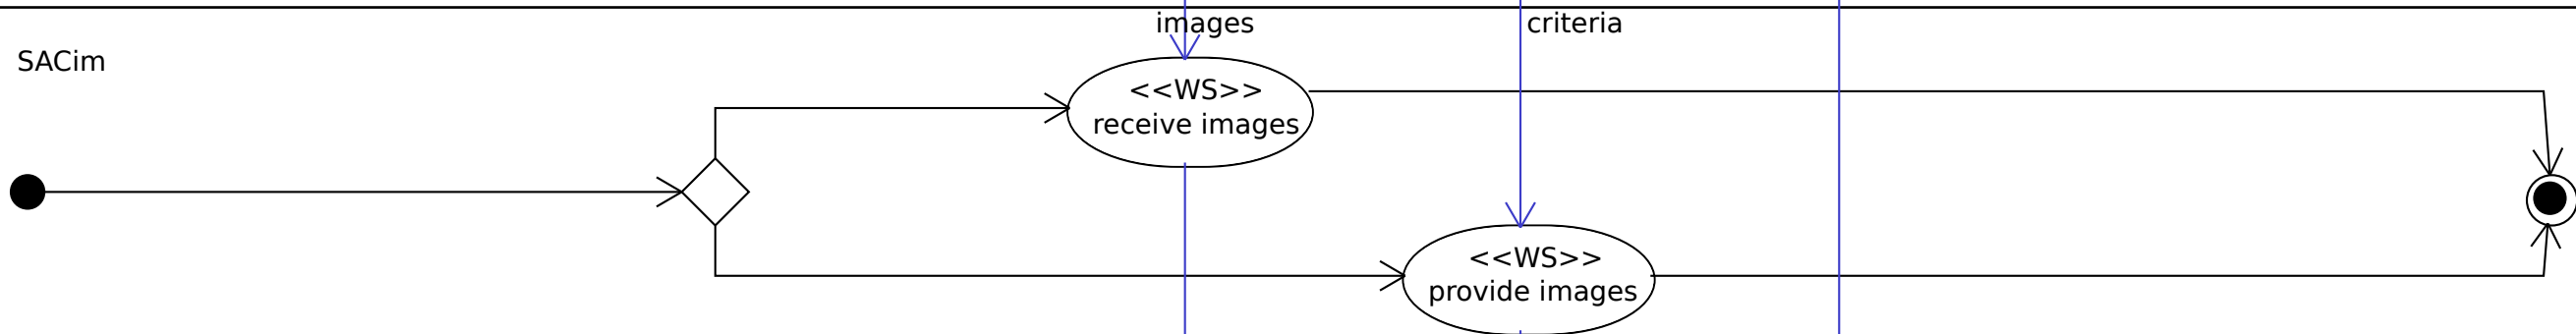 images
criteria
SACim
<<WS>>
receive images
<<WS>>
provide images